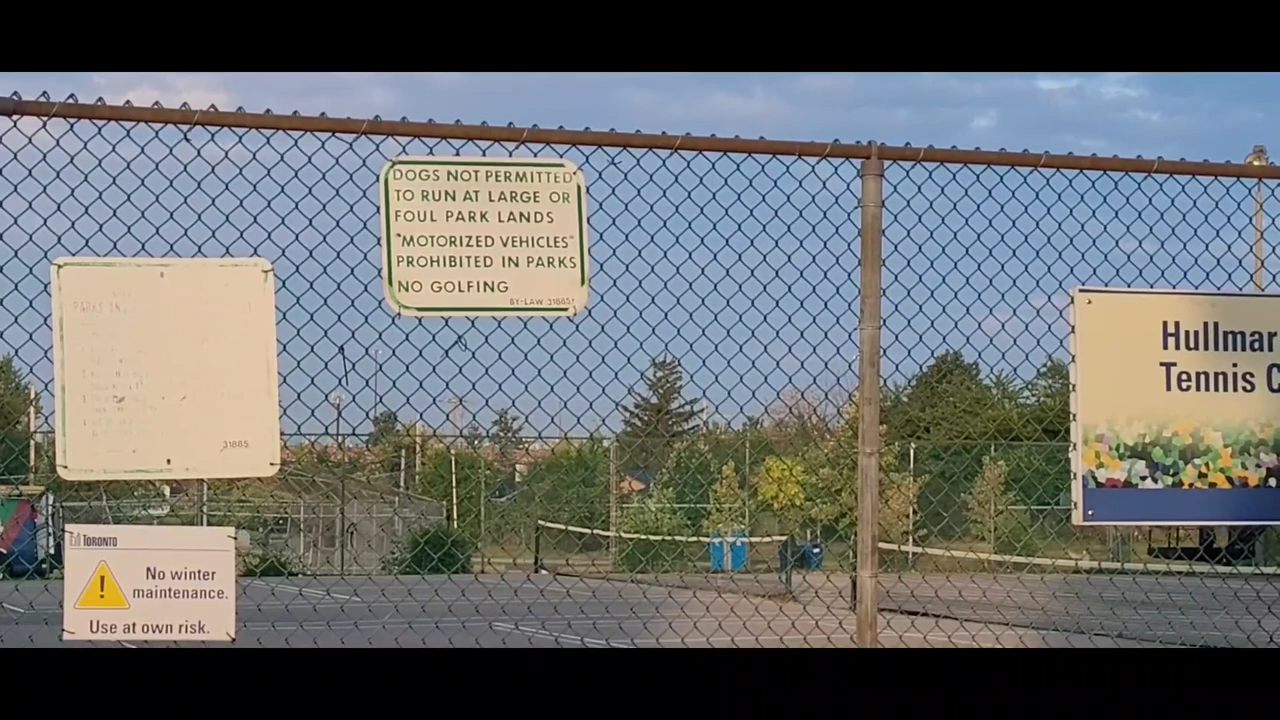 DOGS NOT PERMITTED
TO RUN AT LARGE OR
FOUL PARK LANDS
"MOTORIZED VEHICLES"
PROHIBITED IN PARKS
NO GOLFING
BY-LAW 31885
31885
TORONTO
No winter
maintenance.
Use at own risk.
Hullmar
Tennis C